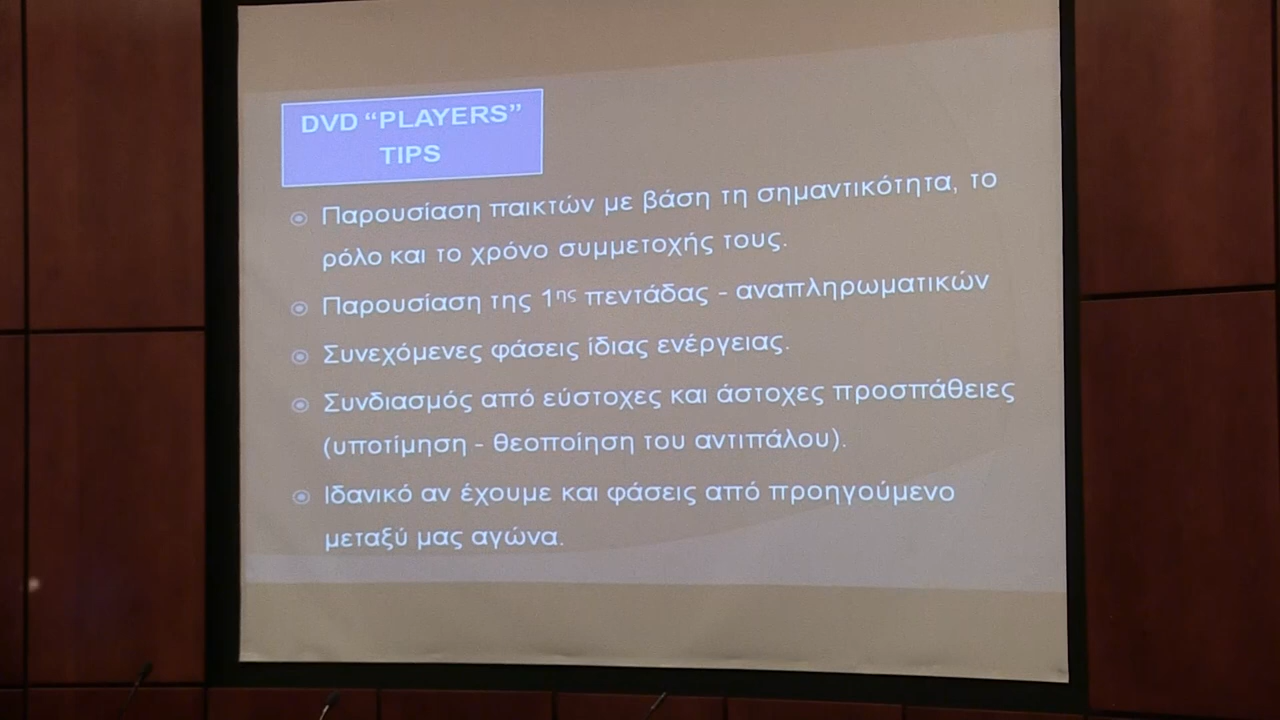 DVD “PLAYERS”
TIPS
Παρουσίαση παικτών με βάση τη σημαντικότητα, το
ρόλο και το χρόνο συμμετοχής τους.
Παρουσίαση της 1ης πεντάδας - αναπληρωματικών
Συνεχόμενες φάσεις ίδιας ενέργειας.
Συνδιασμός από εύστοχες και άστοχες προσπάθειες
(υποτίμηση - θεοποίηση του αντιπάλου).
Ιδανικό αν έχουμε και φάσεις από προηγούμενο
μεταξύ μας αγώνα.